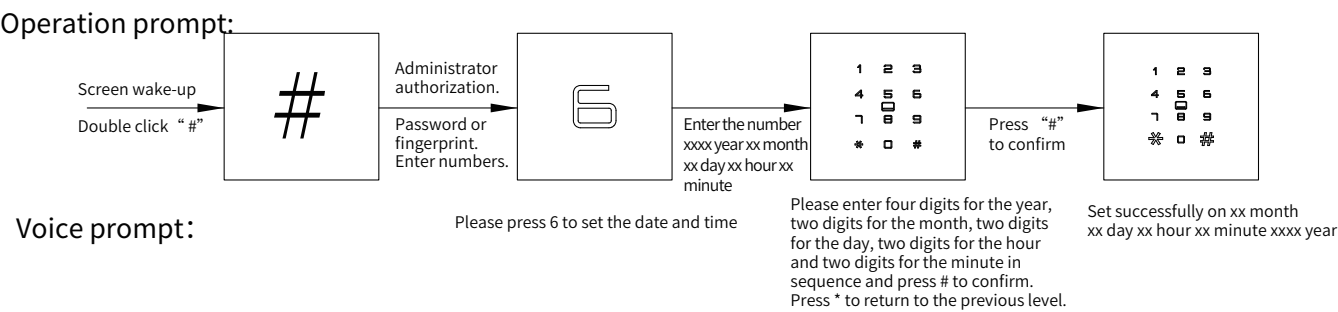 Operation prompt:
Screen wake-up
Double click “#”
#
Administrator
authorization.
Password or
fingerprint.
Enter numbers.
6
Enter the number
xxxx year xx month
xx day xx hour xx
minute
1 2 3
4 5 6
7 8 9
* 0 #
Press “#”
to confirm
1 2 3
4 5 6
7 8 9
* 0 #
Voice prompt:
Please press 6 to set the date and time
Please enter four digits for the year,
two digits for the month, two digits
for the day, two digits for the hour
and two digits for the minute in
sequence and press # to confirm.
Press * to return to the previous level.
Set successfully on xx month
xx day xx hour xx minute xxxx year